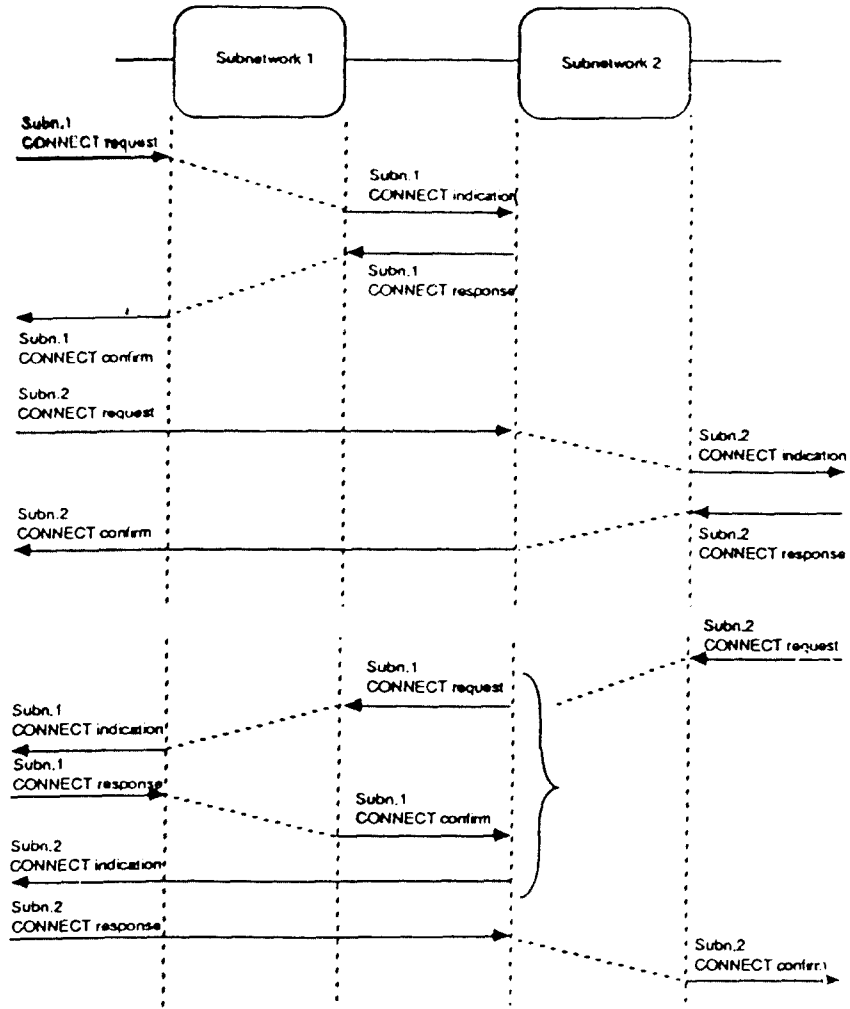 Subnetwork 1
Subnetwork 2
Subn.1
CONNECT request
Subn.1
CONNECT indication
Subn.1
CONNECT response
Subn.1
CONNECT confirm
Subn.2
CONNECT request
Subn.2
CONNECT indication
Subn.2
CONNECT confirm
Subn.2
CONNECT response
Subn.2
CONNECT request
Subn.1
CONNECT request
Subn.1
CONNECT indication
Subn.1
CONNECT response
Subn.1
CONNECT confirm
Subn.2
CONNECT indication
Subn.2
CONNECT response
Subn.2
CONNECT confirm